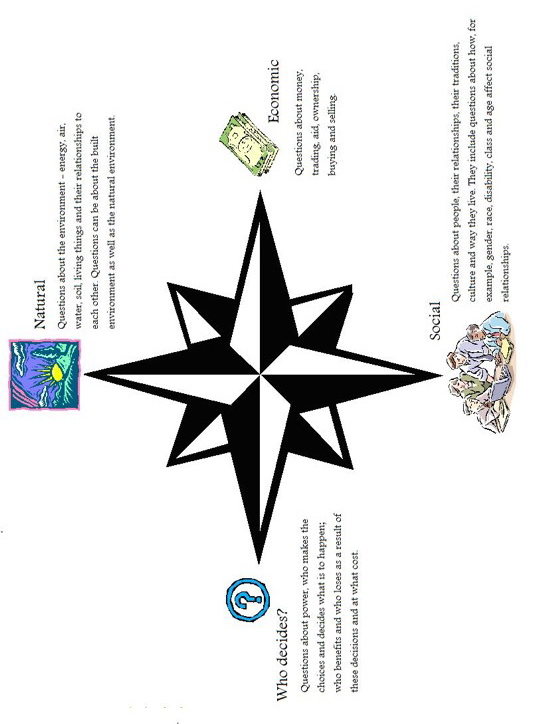 Natural
Questions about the environment – energy, air,
water, soil, living things and their relationships to
each other. Questions can be about the built
environment as well as the natural environment.
Who decides?
Questions about power, who makes the
choices and decides what is to happen;
who benefits and who loses as a result of
these decisions and at what cost.
Economic
Questions about money,
trading, aid, ownership,
buying and selling.
Social
Questions about people, their relationships, their traditions,
culture and way they live. They include questions about how, for
example, gender, race, disability, class and age affect social
relationships.